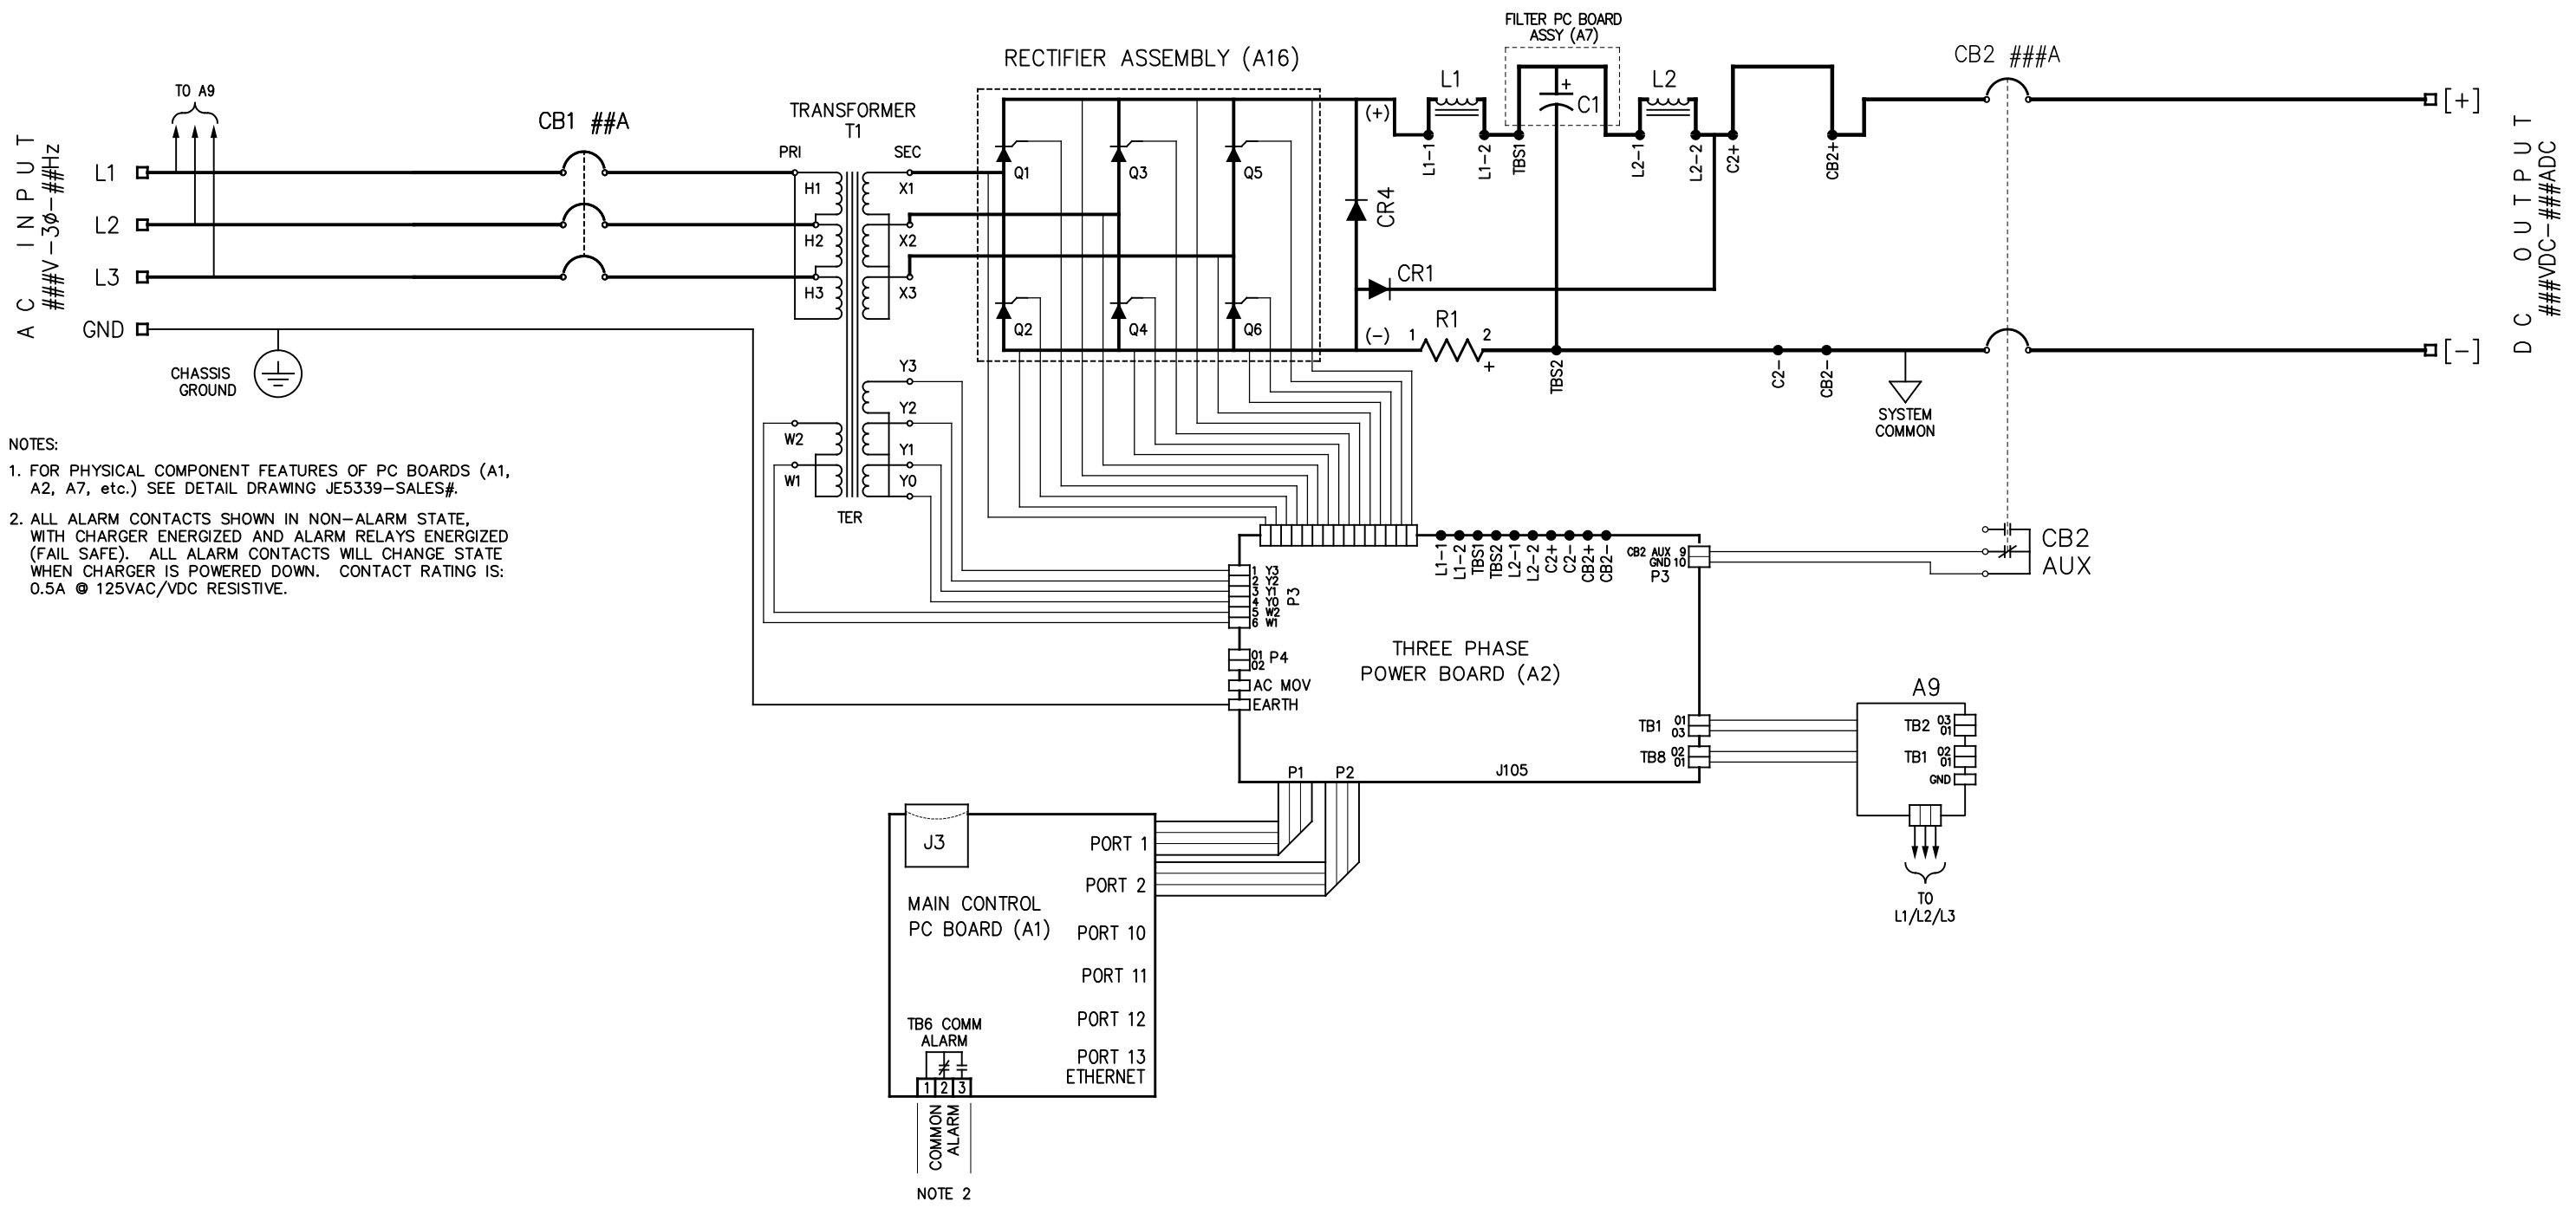 FILTER PC BOARD
ASSY (A7)
RECTIFIER ASSEMBLY (A16)
CB2 ###A
L1
L2
+
C1
TO A9
CB1 ##A
TRANSFORMER
T1
PRI
SEC
(+)
[+]
A C INPUT
###V-3ø-##Hz
L1
L2
L3
GND
H1
H2
H3
X1
X2
X3
Q1
Q3
Q5
Q2
Q4
Q6
CR4
CR1
L1-1
L1-2
TBS1
L2-1
L2-2
C2+
CB2+
DC OUTPUT
###VDC-###ADC
(-)
1
R1
2
+
TBS2
C2-
CB2-
[-]
SYSTEM
COMMON
CHASSIS
GROUND
Y3
Y2
Y1
Y0
W2
W1
TER
NOTES:
1. FOR PHYSICAL COMPONENT FEATURES OF PC BOARDS (A1,
A2, A7, etc.) SEE DETAIL DRAWING JE5339-SALES#.
2. ALL ALARM CONTACTS SHOWN IN NON-ALARM STATE,
WITH CHARGER ENERGIZED AND ALARM RELAYS ENERGIZED
(FAIL SAFE). ALL ALARM CONTACTS WILL CHANGE STATE
WHEN CHARGER IS POWERED DOWN. CONTACT RATING IS:
0.5A @ 125VAC/VDC RESISTIVE.
L1-1
L1-2
TBS1
TBS2
L2-1
L2-2
C2+
C2-
CB2+
CB2-
CB2 AUX 9
GND 10
P3
CB2
AUX
1 Y3
2 Y2
3 Y1
4 Y0
5 W2
6 W1
P3
01
02
P4
AC MOV
EARTH
THREE PHASE
POWER BOARD (A2)
TB1 01
03
TB8 02
01
P1
P2
J105
A9
TB2 03
01
TB1 02
01
GND
TO
L1/L2/L3
J3
MAIN CONTROL
PC BOARD (A1)
PORT 1
PORT 2
PORT 10
PORT 11
PORT 12
PORT 13
ETHERNET
TB6 COMM
ALARM
1 2 3
COMMON
ALARM
NOTE 2